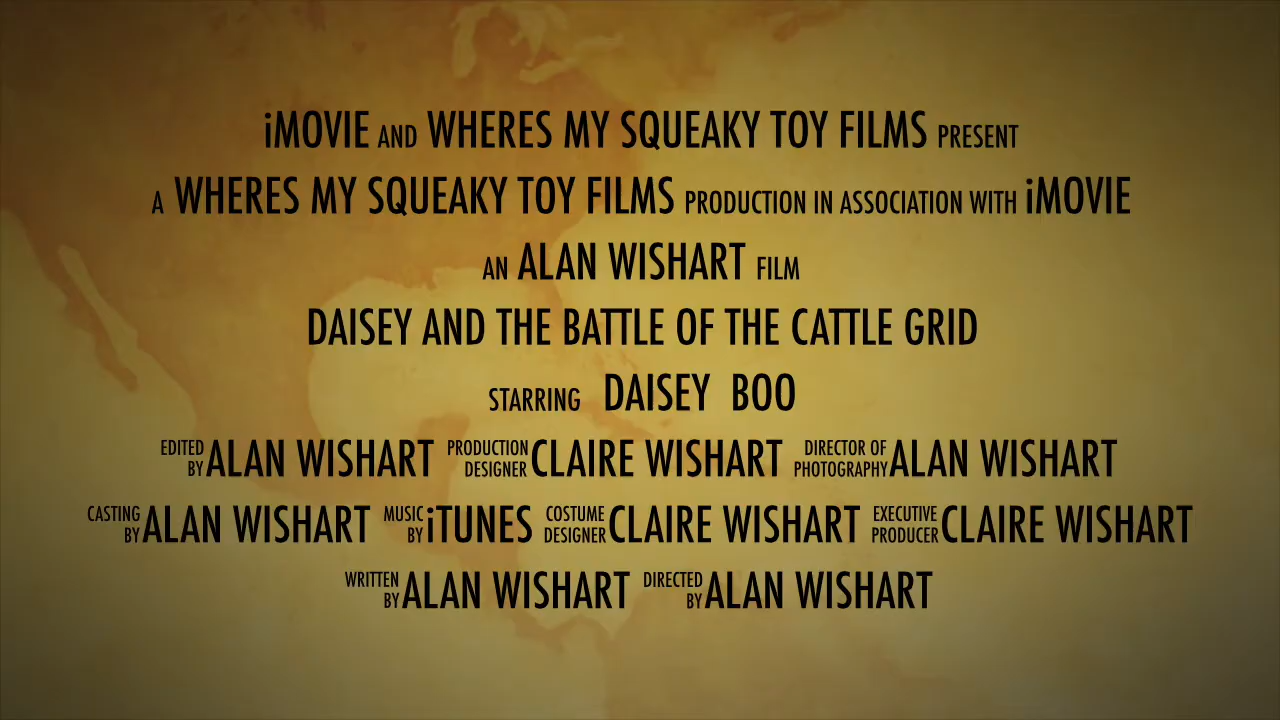 iMOVIE AND WHERES MY SQUEAKY TOY FILMS PRESENT
A WHERES MY SQUEAKY TOY FILMS PRODUCTION IN ASSOCIATION WITH iMOVIE
AN ALAN WISHART FILM
DAISEY AND THE BATTLE OF THE CATTLE GRID
STARRING DAISEY BOO
EDITED BY ALAN WISHART PRODUCTION DESIGNER CLAIRE WISHART DIRECTOR OF PHOTOGRAPHY ALAN WISHART
CASTING BY ALAN WISHART MUSIC BY iTUNES COSTUME DESIGNER CLAIRE WISHART EXECUTIVE PRODUCER CLAIRE WISHART
WRITTEN BY ALAN WISHART DIRECTED BY ALAN WISHART